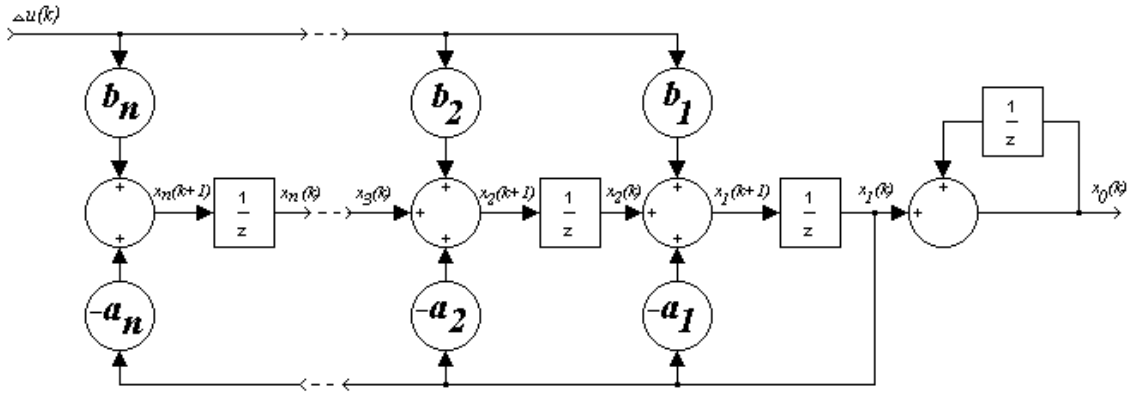 △u(k)
b_n b_2 b_1
1/z
+ + + +
x_n(k+1) 1/z x_n(k) x_3(k) + x_2(k+1) 1/z x_2(k) + x_1(k+1) 1/z x_1(k) + x_0(k)
+ + +
-a_n -a_2 -a_1